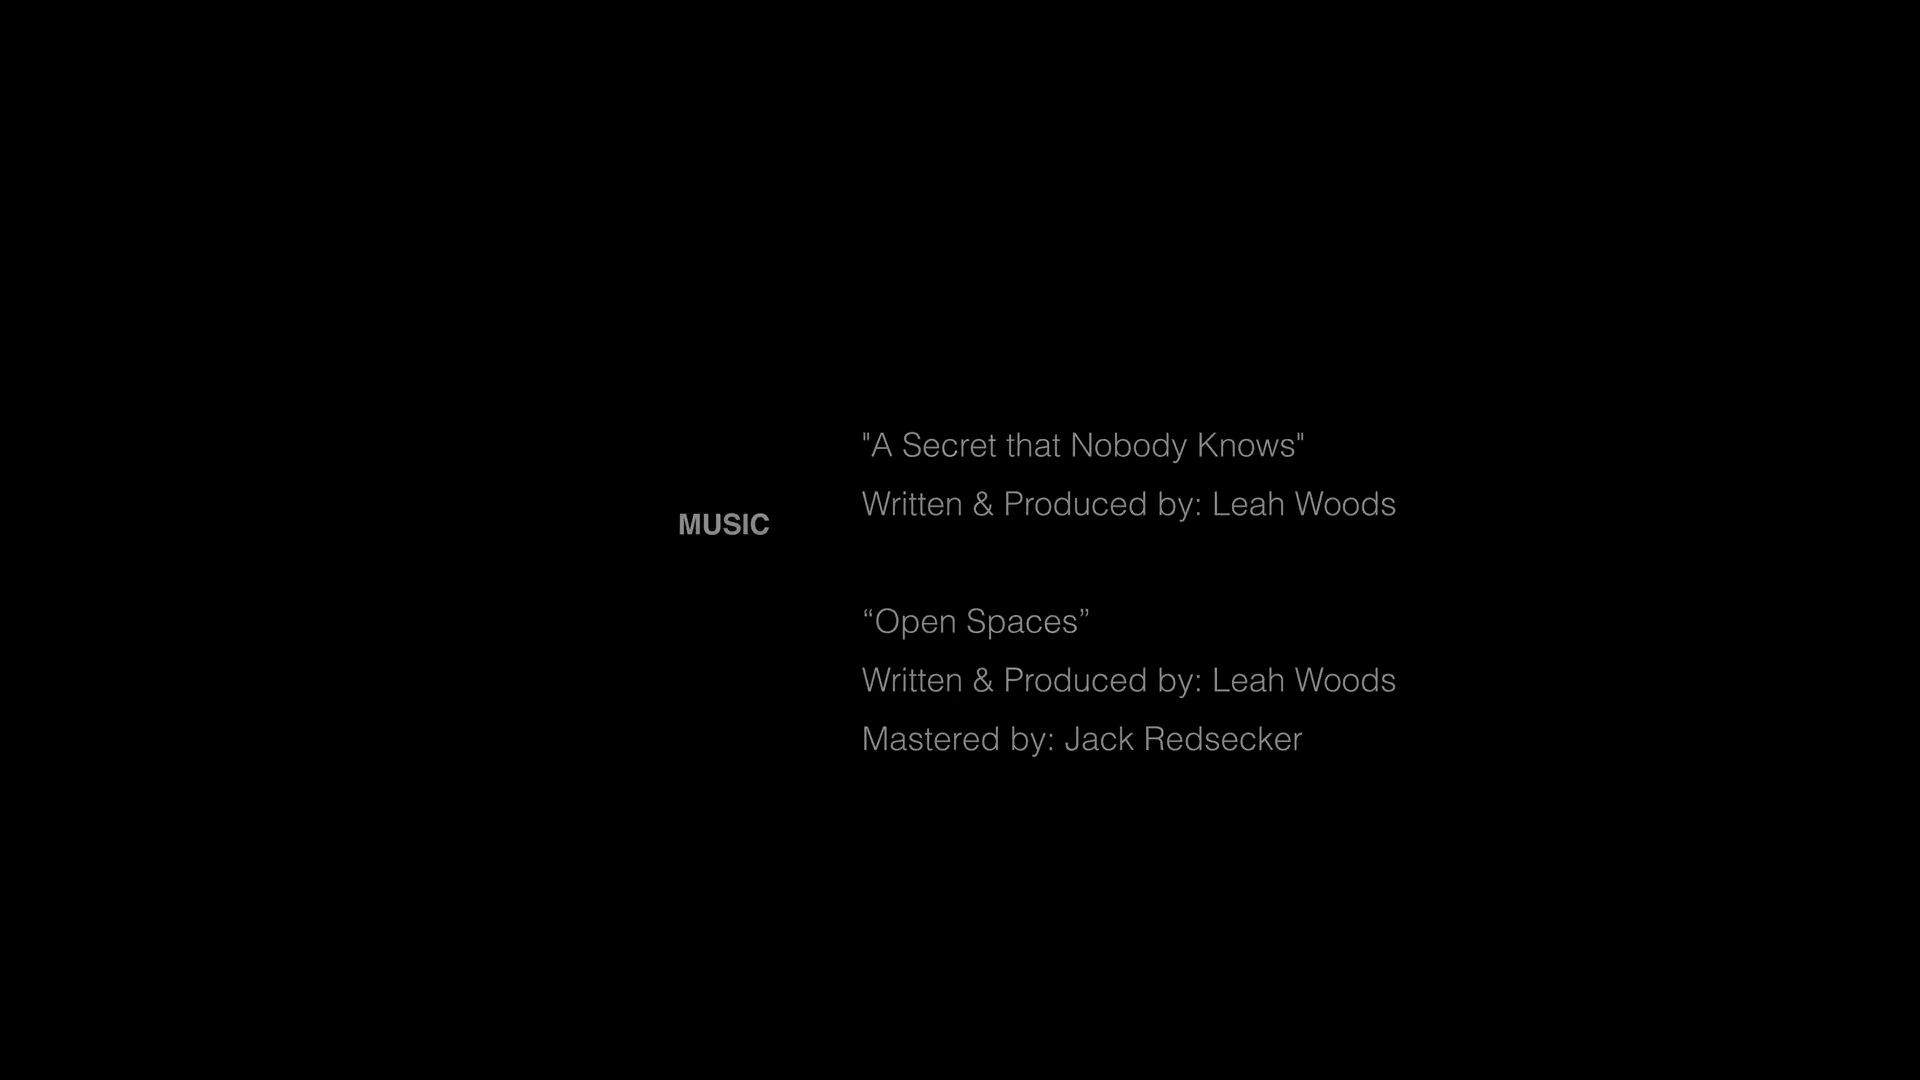 "A Secret that Nobody Knows"
Written & Produced by: Leah Woods
MUSIC
“Open Spaces”
Written & Produced by: Leah Woods
Mastered by: Jack Redsecker